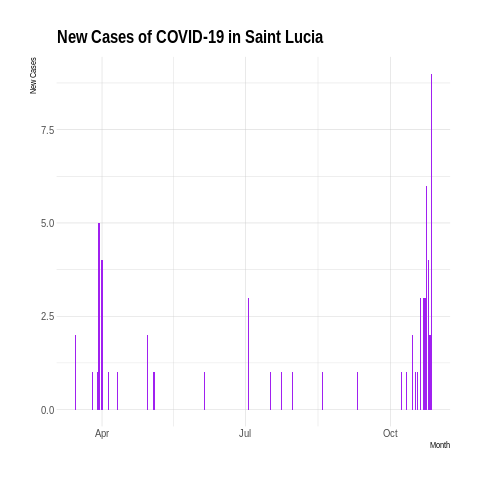 New Cases of COVID-19 in Saint Lucia
New Cases
7.5
5.0
2.5
0.0
Apr Jul Oct
Month